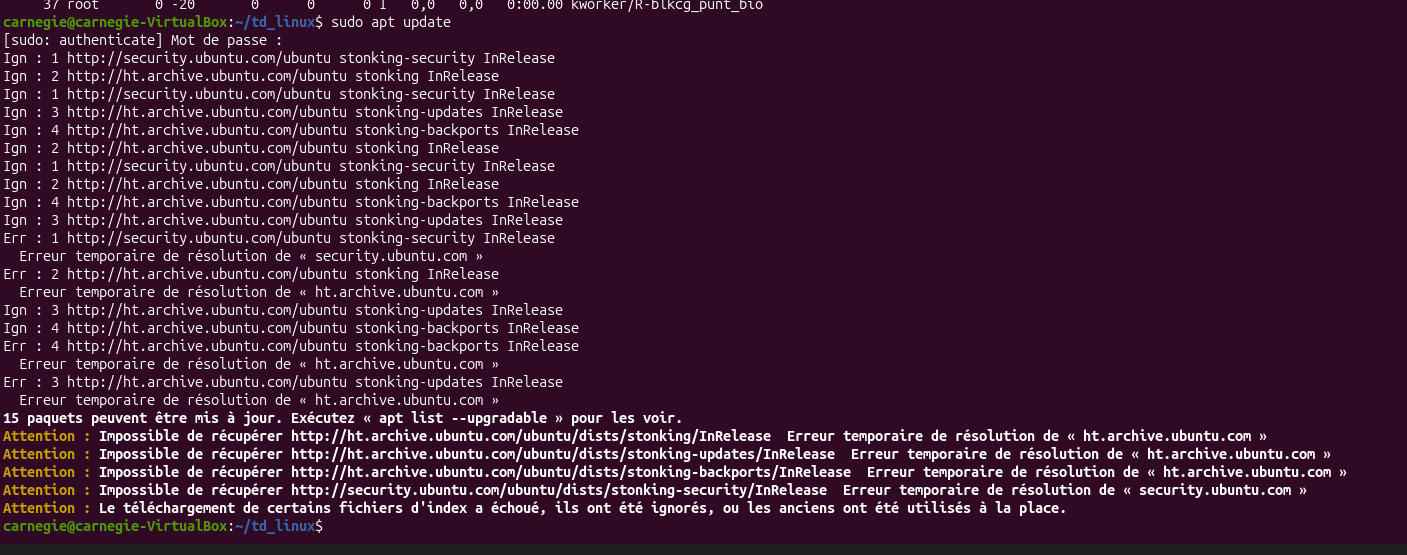 37 root 0 -20 0 0 0 I 0,0 0,0 0:00.00 kworker/R-blkcg_punt_bio
carnegie@carnegie-VirtualBox:~/td_linux$ sudo apt update
[sudo: authenticate] Mot de passe :
Ign : 1 http://security.ubuntu.com/ubuntu stonking-security InRelease
Ign : 2 http://ht.archive.ubuntu.com/ubuntu stonking InRelease
Ign : 1 http://security.ubuntu.com/ubuntu stonking-security InRelease
Ign : 3 http://ht.archive.ubuntu.com/ubuntu stonking-updates InRelease
Ign : 4 http://ht.archive.ubuntu.com/ubuntu stonking-backports InRelease
Ign : 2 http://ht.archive.ubuntu.com/ubuntu stonking InRelease
Ign : 1 http://security.ubuntu.com/ubuntu stonking-security InRelease
Ign : 2 http://ht.archive.ubuntu.com/ubuntu stonking InRelease
Ign : 4 http://ht.archive.ubuntu.com/ubuntu stonking-backports InRelease
Ign : 3 http://ht.archive.ubuntu.com/ubuntu stonking-updates InRelease
Err : 1 http://security.ubuntu.com/ubuntu stonking-security InRelease
Erreur temporaire de résolution de « security.ubuntu.com »
Err : 2 http://ht.archive.ubuntu.com/ubuntu stonking InRelease
Erreur temporaire de résolution de « ht.archive.ubuntu.com »
Ign : 3 http://ht.archive.ubuntu.com/ubuntu stonking-updates InRelease
Ign : 4 http://ht.archive.ubuntu.com/ubuntu stonking-backports InRelease
Err : 4 http://ht.archive.ubuntu.com/ubuntu stonking-backports InRelease
Erreur temporaire de résolution de « ht.archive.ubuntu.com »
Err : 3 http://ht.archive.ubuntu.com/ubuntu stonking-updates InRelease
Erreur temporaire de résolution de « ht.archive.ubuntu.com »
15 paquets peuvent être mis à jour. Exécutez « apt list --upgradable » pour les voir.
Attention : Impossible de récupérer http://ht.archive.ubuntu.com/ubuntu/dists/stonking/InRelease Erreur temporaire de résolution de « ht.archive.ubuntu.com »
Attention : Impossible de récupérer http://ht.archive.ubuntu.com/ubuntu/dists/stonking-updates/InRelease Erreur temporaire de résolution de « ht.archive.ubuntu.com »
Attention : Impossible de récupérer http://ht.archive.ubuntu.com/ubuntu/dists/stonking-backports/InRelease Erreur temporaire de résolution de « ht.archive.ubuntu.com »
Attention : Impossible de récupérer http://security.ubuntu.com/ubuntu/dists/stonking-security/InRelease Erreur temporaire de résolution de « security.ubuntu.com »
Attention : Le téléchargement de certains fichiers d'index a échoué, ils ont été ignorés, ou les anciens ont été utilisés à la place.
carnegie@carnegie-VirtualBox:~/td_linux$